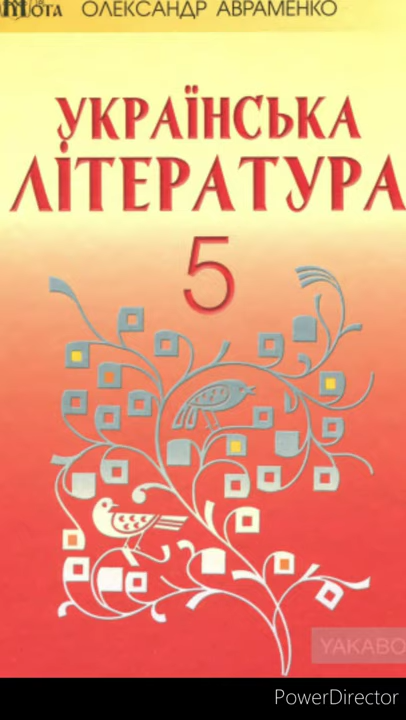 ОЛЕКСАНДР АВРАМЕНКО
УКРАЇНСЬКА
ЛІТЕРАТУРА
5
YAKABO
PowerDirector